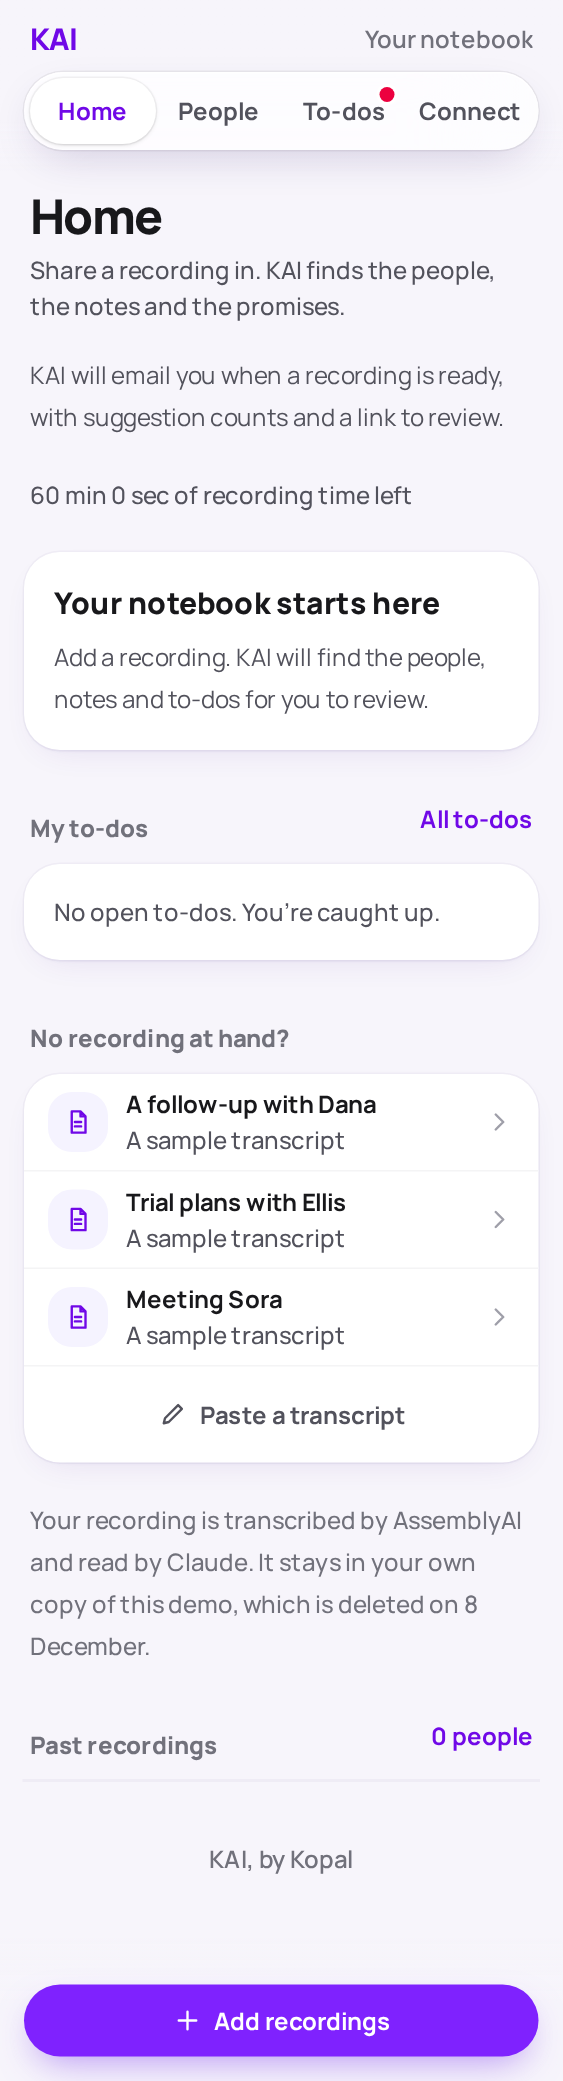 KAI
Your notebook
Home
People
To-dos
Connect
Home
Share a recording in. KAI finds the people,
the notes and the promises.
KAI will email you when a recording is ready,
with suggestion counts and a link to review.
60 min 0 sec of recording time left
Your notebook starts here
Add a recording. KAI will find the people,
notes and to-dos for you to review.
My to-dos
All to-dos
No open to-dos. You’re caught up.
No recording at hand?
A follow-up with Dana
A sample transcript
Trial plans with Ellis
A sample transcript
Meeting Sora
A sample transcript
Paste a transcript
Your recording is transcribed by AssemblyAI
and read by Claude. It stays in your own
copy of this demo, which is deleted on 8
December.
Past recordings
0 people
KAI, by Kopal
Add recordings